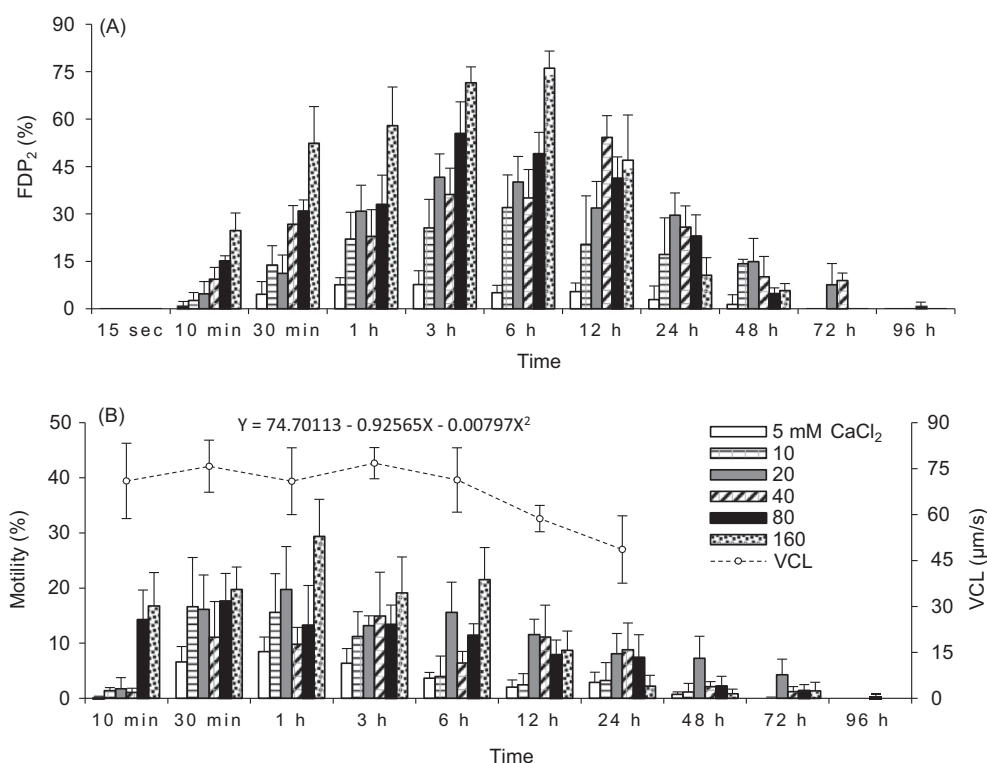 (A)
90
75
60
45
30
15
0
FDP₂ (%)
15 sec 10 min 30 min 1 h 3 h 6 h 12 h 24 h 48 h 72 h 96 h
Time
(B)
Y = 74.70113 - 0.92565X - 0.00797X²
50
40
30
20
10
0
Motility (%)
5 mM CaCl₂
10
20
40
80
160
VCL
90
75
60
45
30
15
0
VCL (µm/s)
10 min 30 min 1 h 3 h 6 h 12 h 24 h 48 h 72 h 96 h
Time